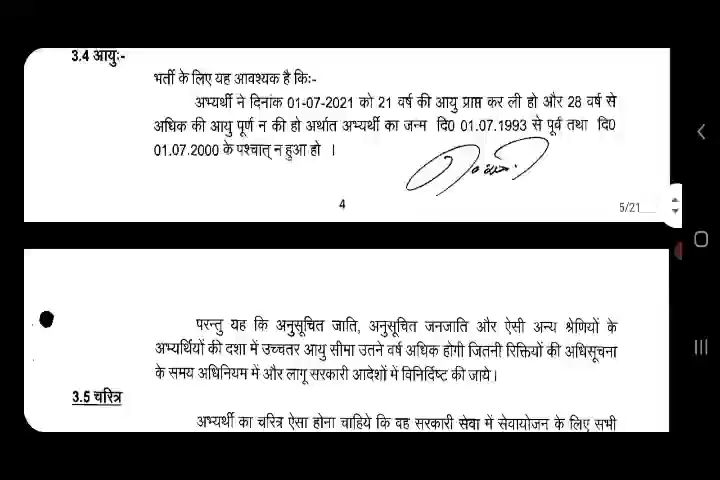 3.4 आयुः-
भर्ती के लिए यह आवश्यक है किः-
अभ्यर्थी ने दिनांक 01-07-2021 को 21 वर्ष की आयु प्राप्त कर ली हो और 28 वर्ष से
अधिक की आयु पूर्ण न की हो अर्थात अभ्यर्थी का जन्म दि0 01.07.1993 से पूर्व तथा दि0
01.07.2000 के पश्चात् न हुआ हो ।
4
5/21
परन्तु यह कि अनुसूचित जाति, अनुसूचित जनजाति और ऐसी अन्य श्रेणियों के
अभ्यर्थियों की दशा में उच्चतर आयु सीमा उतने वर्ष अधिक होगी जितनी रिक्तियों की अधिसूचना
के समय अधिनियम में और लागू सरकारी आदेशों में विनिर्दिष्ट की जाये।
3.5 चरित्र
अभ्यर्थी का चरित्र ऐसा होना चाहिये कि वह सरकारी सेवा में सेवायोजन के लिए सभी